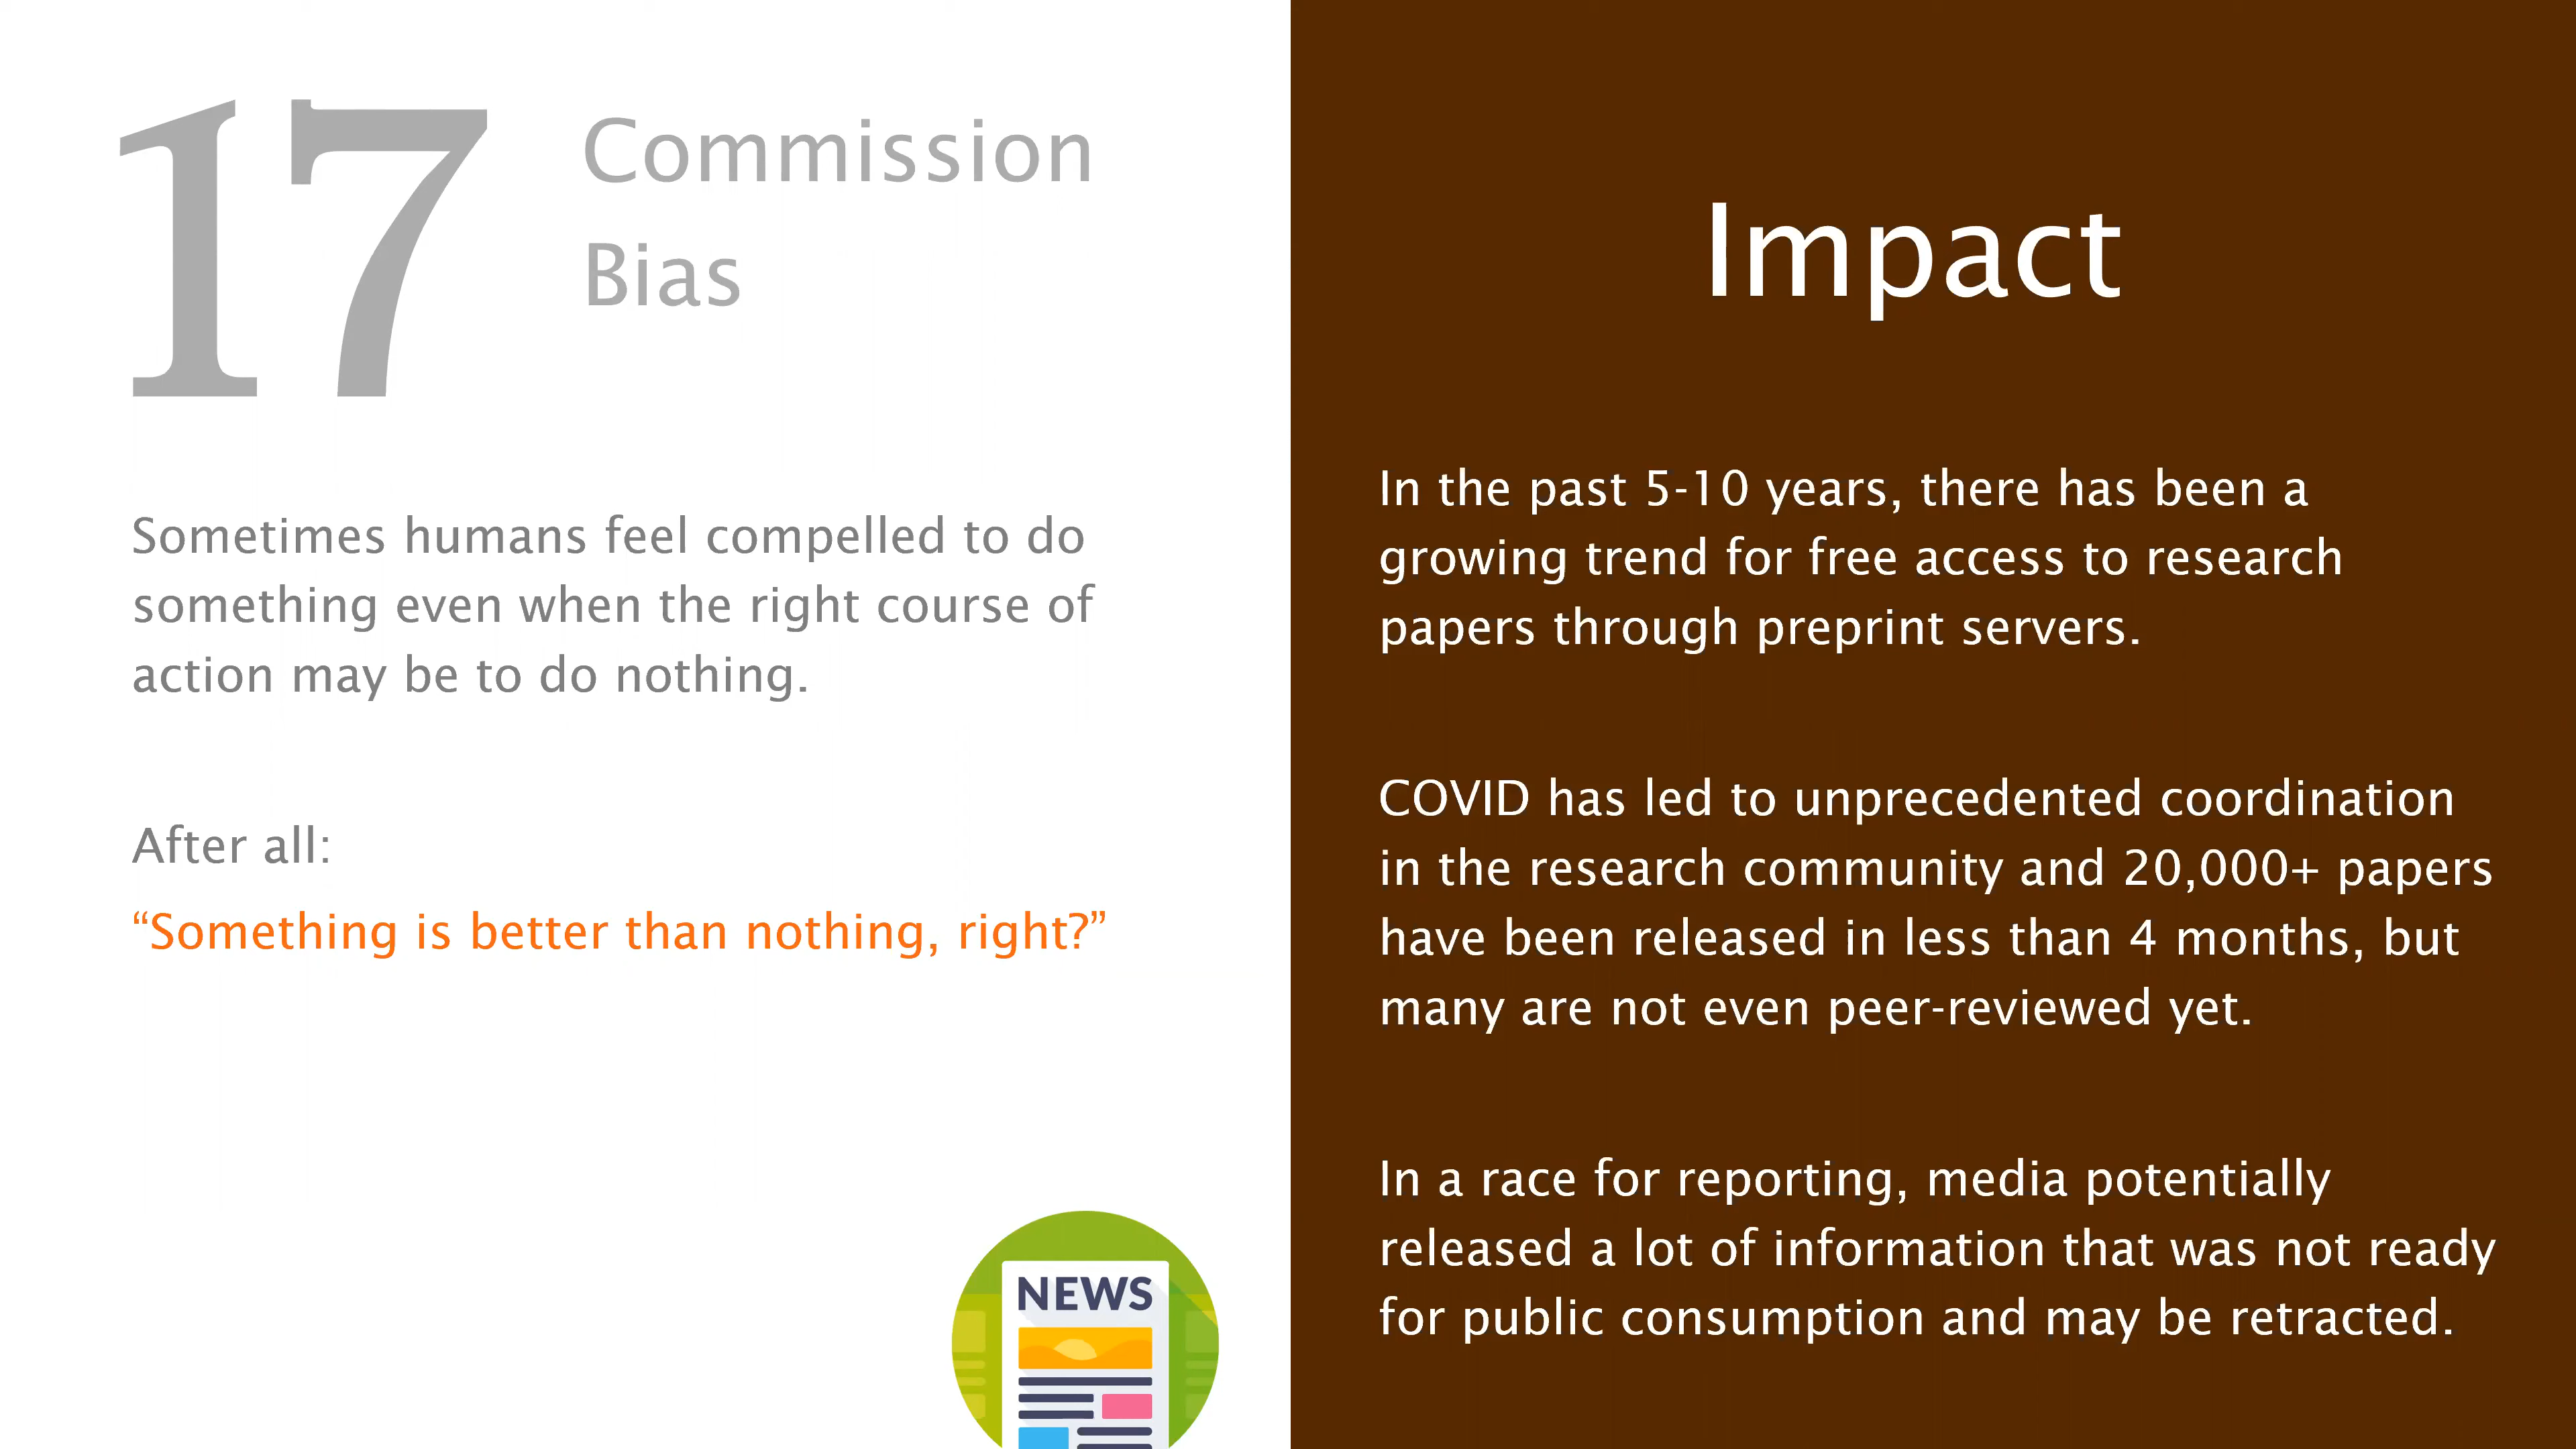 17
Commission
Bias
Sometimes humans feel compelled to do
something even when the right course of
action may be to do nothing.
After all:
“Something is better than nothing, right?”
NEWS
Impact
In the past 5-10 years, there has been a
growing trend for free access to research
papers through preprint servers.
COVID has led to unprecedented coordination
in the research community and 20,000+ papers
have been released in less than 4 months, but
many are not even peer-reviewed yet.
In a race for reporting, media potentially
released a lot of information that was not ready
for public consumption and may be retracted.